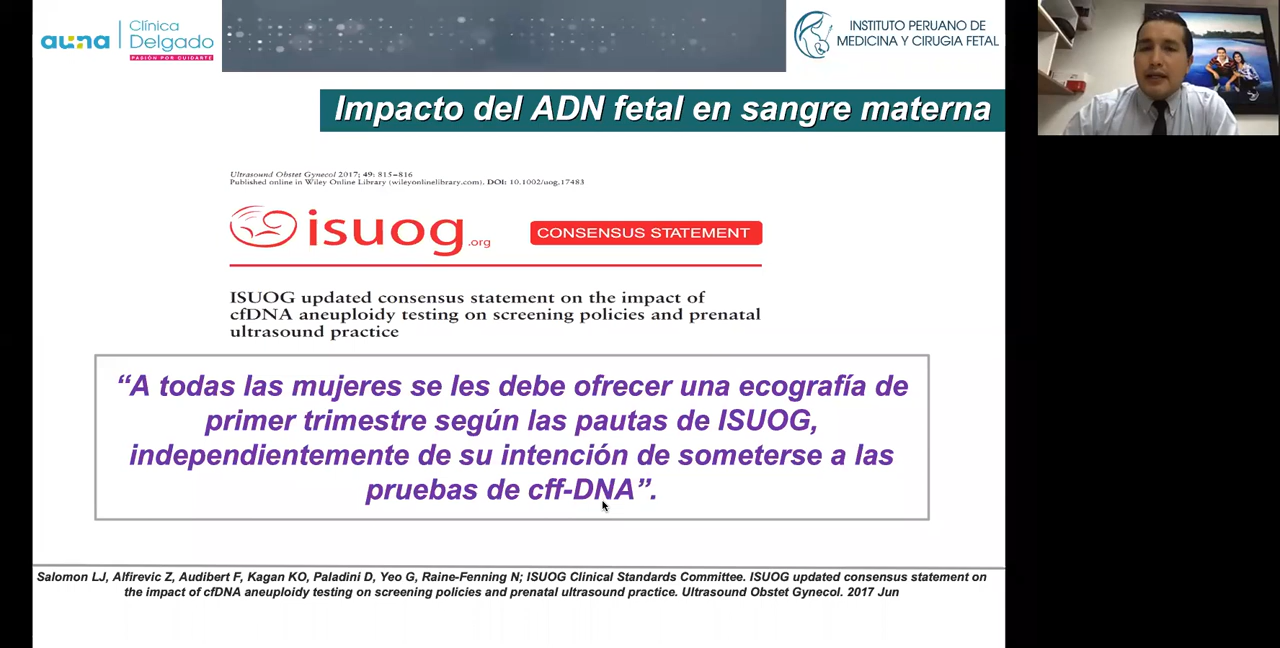 auna
Clínica
Delgado
PASIÓN POR CUIDARTE
INSTITUTO PERUANO DE
MEDICINA Y CIRUGIA FETAL
Impacto del ADN fetal en sangre materna
Ultrasound Obstet Gynecol 2017; 49: 815–816
Published online in Wiley Online Library (wileyonlinelibrary.com). DOI: 10.1002/uog.17483
isuog.org
CONSENSUS STATEMENT
ISUOG updated consensus statement on the impact of
cfDNA aneuploidy testing on screening policies and prenatal
ultrasound practice
“A todas las mujeres se les debe ofrecer una ecografía de
primer trimestre según las pautas de ISUOG,
independientemente de su intención de someterse a las
pruebas de cff-DNA”.
Salomon LJ, Alfirevic Z, Audibert F, Kagan KO, Paladini D, Yeo G, Raine-Fenning N; ISUOG Clinical Standards Committee. ISUOG updated consensus statement on
the impact of cfDNA aneuploidy testing on screening policies and prenatal ultrasound practice. Ultrasound Obstet Gynecol. 2017 Jun